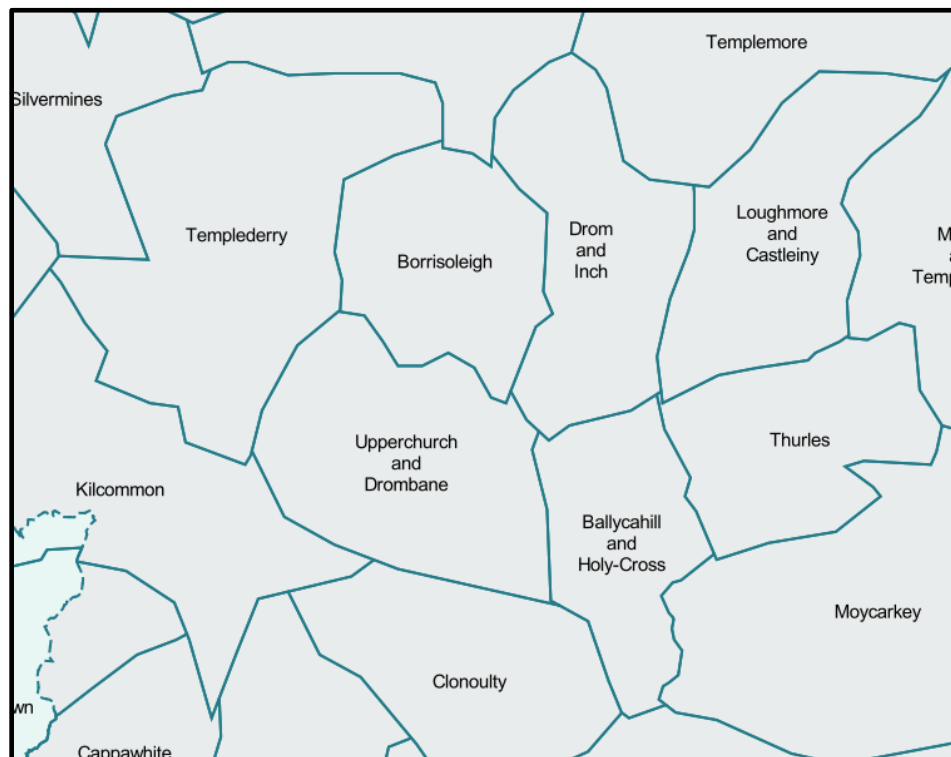 Templemore
Silvermines
Templederry
Borrisoleigh
Drom
and
Inch
Loughmore
and
Castleiny
Upperchurch
and
Drombane
Thurles
Kilcommon
Ballycahill
and
Holy-Cross
Moycarkey
Clonoulty
Cappawhite